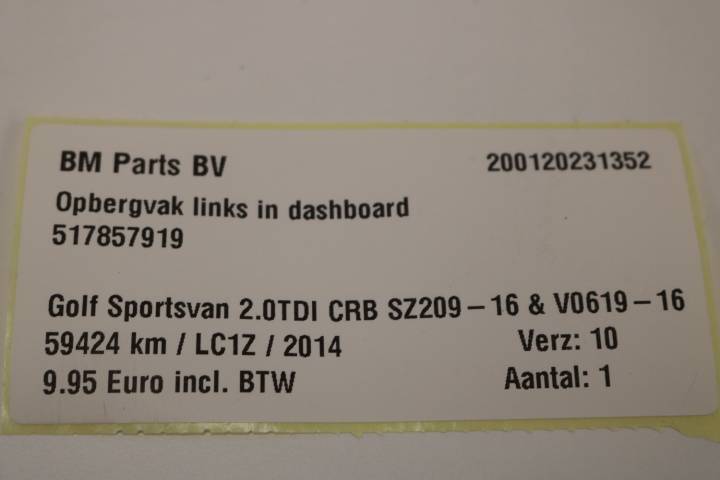 BM Parts BV 200120231352
Opbergvak links in dashboard
517857919
Golf Sportsvan 2.0TDI CRB SZ209-16 & V0619-16
59424 km / LC1Z / 2014 Verz: 10
9.95 Euro incl. BTW Aantal: 1